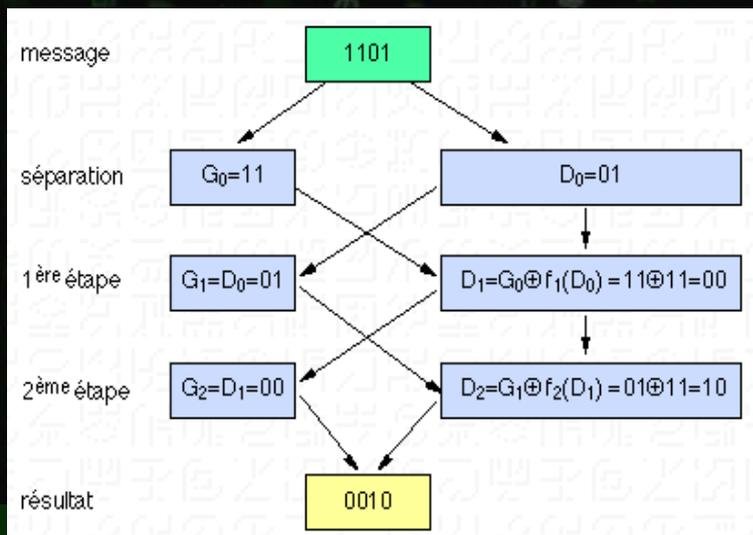 message 1101
séparation G₀=11 D₀=01
1ère étape G₁=D₀=01 D₁=G₀⊕f₁(D₀)=11⊕11=00
2ème étape G₂=D₁=00 D₂=G₁⊕f₂(D₁)=01⊕11=10
résultat 0010